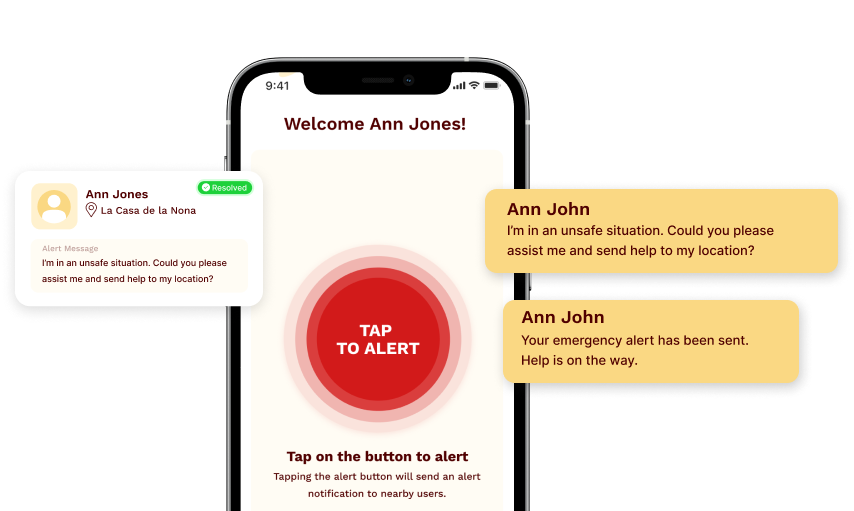 9:41
Welcome Ann Jones!
Resolved
Ann Jones
La Casa de la Nona
Alert Message
I'm in an unsafe situation. Could you please
assist me and send help to my location?
Ann John
I'm in an unsafe situation. Could you please
assist me and send help to my location?
Ann John
Your emergency alert has been sent.
Help is on the way.
TAP
TO ALERT
Tap on the button to alert
Tapping the alert button will send an alert
notification to nearby users.